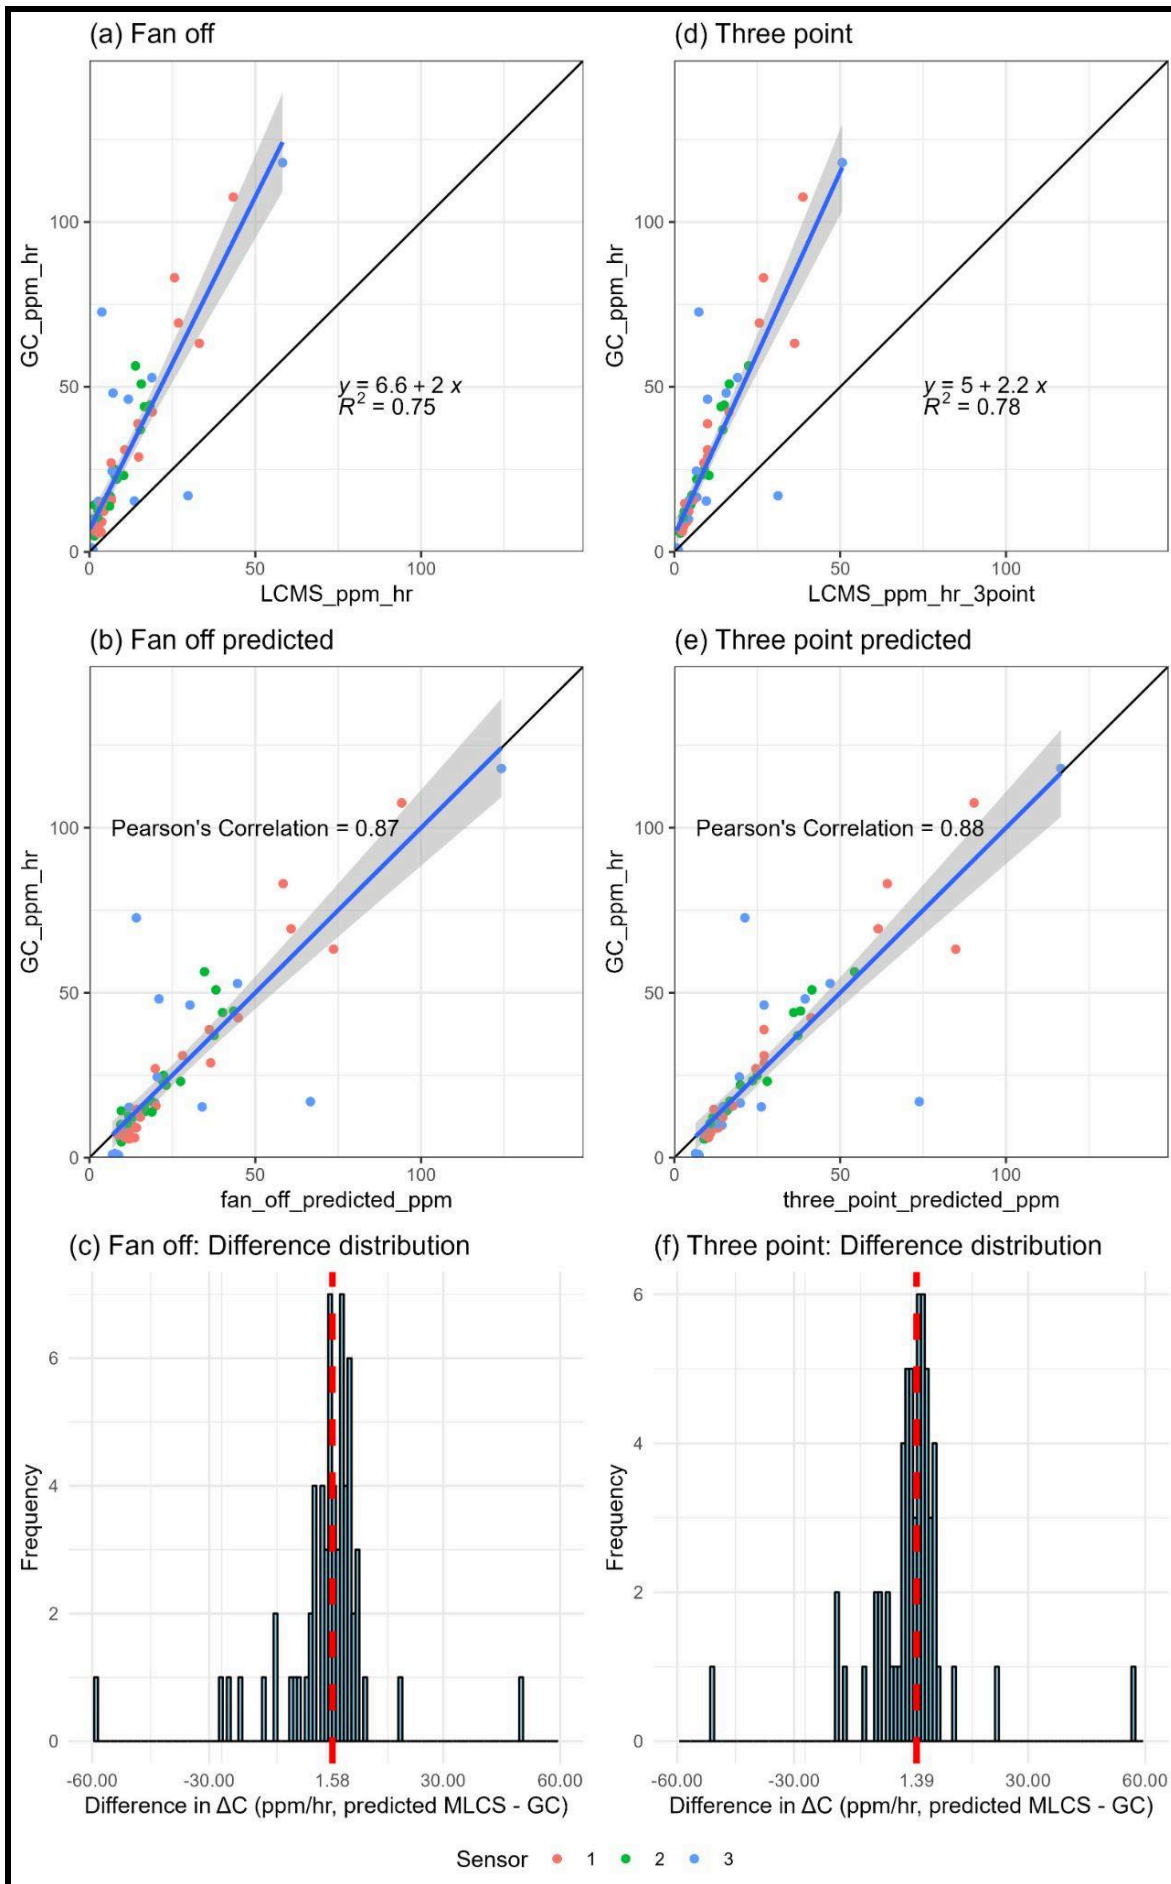 (a) Fan off
GC_ppm_hr
100
50
0
y = 6.6 + 2 x
R² = 0.75
0 50 100
LCMS_ppm_hr
(d) Three point
GC_ppm_hr
100
50
0
y = 5 + 2.2 x
R² = 0.78
0 50 100
LCMS_ppm_hr_3point
(b) Fan off predicted
GC_ppm_hr
100
50
0
Pearson's Correlation = 0.87
0 50 100
fan_off_predicted_ppm
(e) Three point predicted
GC_ppm_hr
100
50
0
Pearson's Correlation = 0.88
0 50 100
three_point_predicted_ppm
(c) Fan off: Difference distribution
Frequency
6
4
2
0
-60.00 -30.00 1.58 30.00 60.00
Difference in ΔC (ppm/hr, predicted MLCS - GC)
(f) Three point: Difference distribution
Frequency
6
4
2
0
-60.00 -30.00 1.39 30.00 60.00
Difference in ΔC (ppm/hr, predicted MLCS - GC)
Sensor 1 2 3